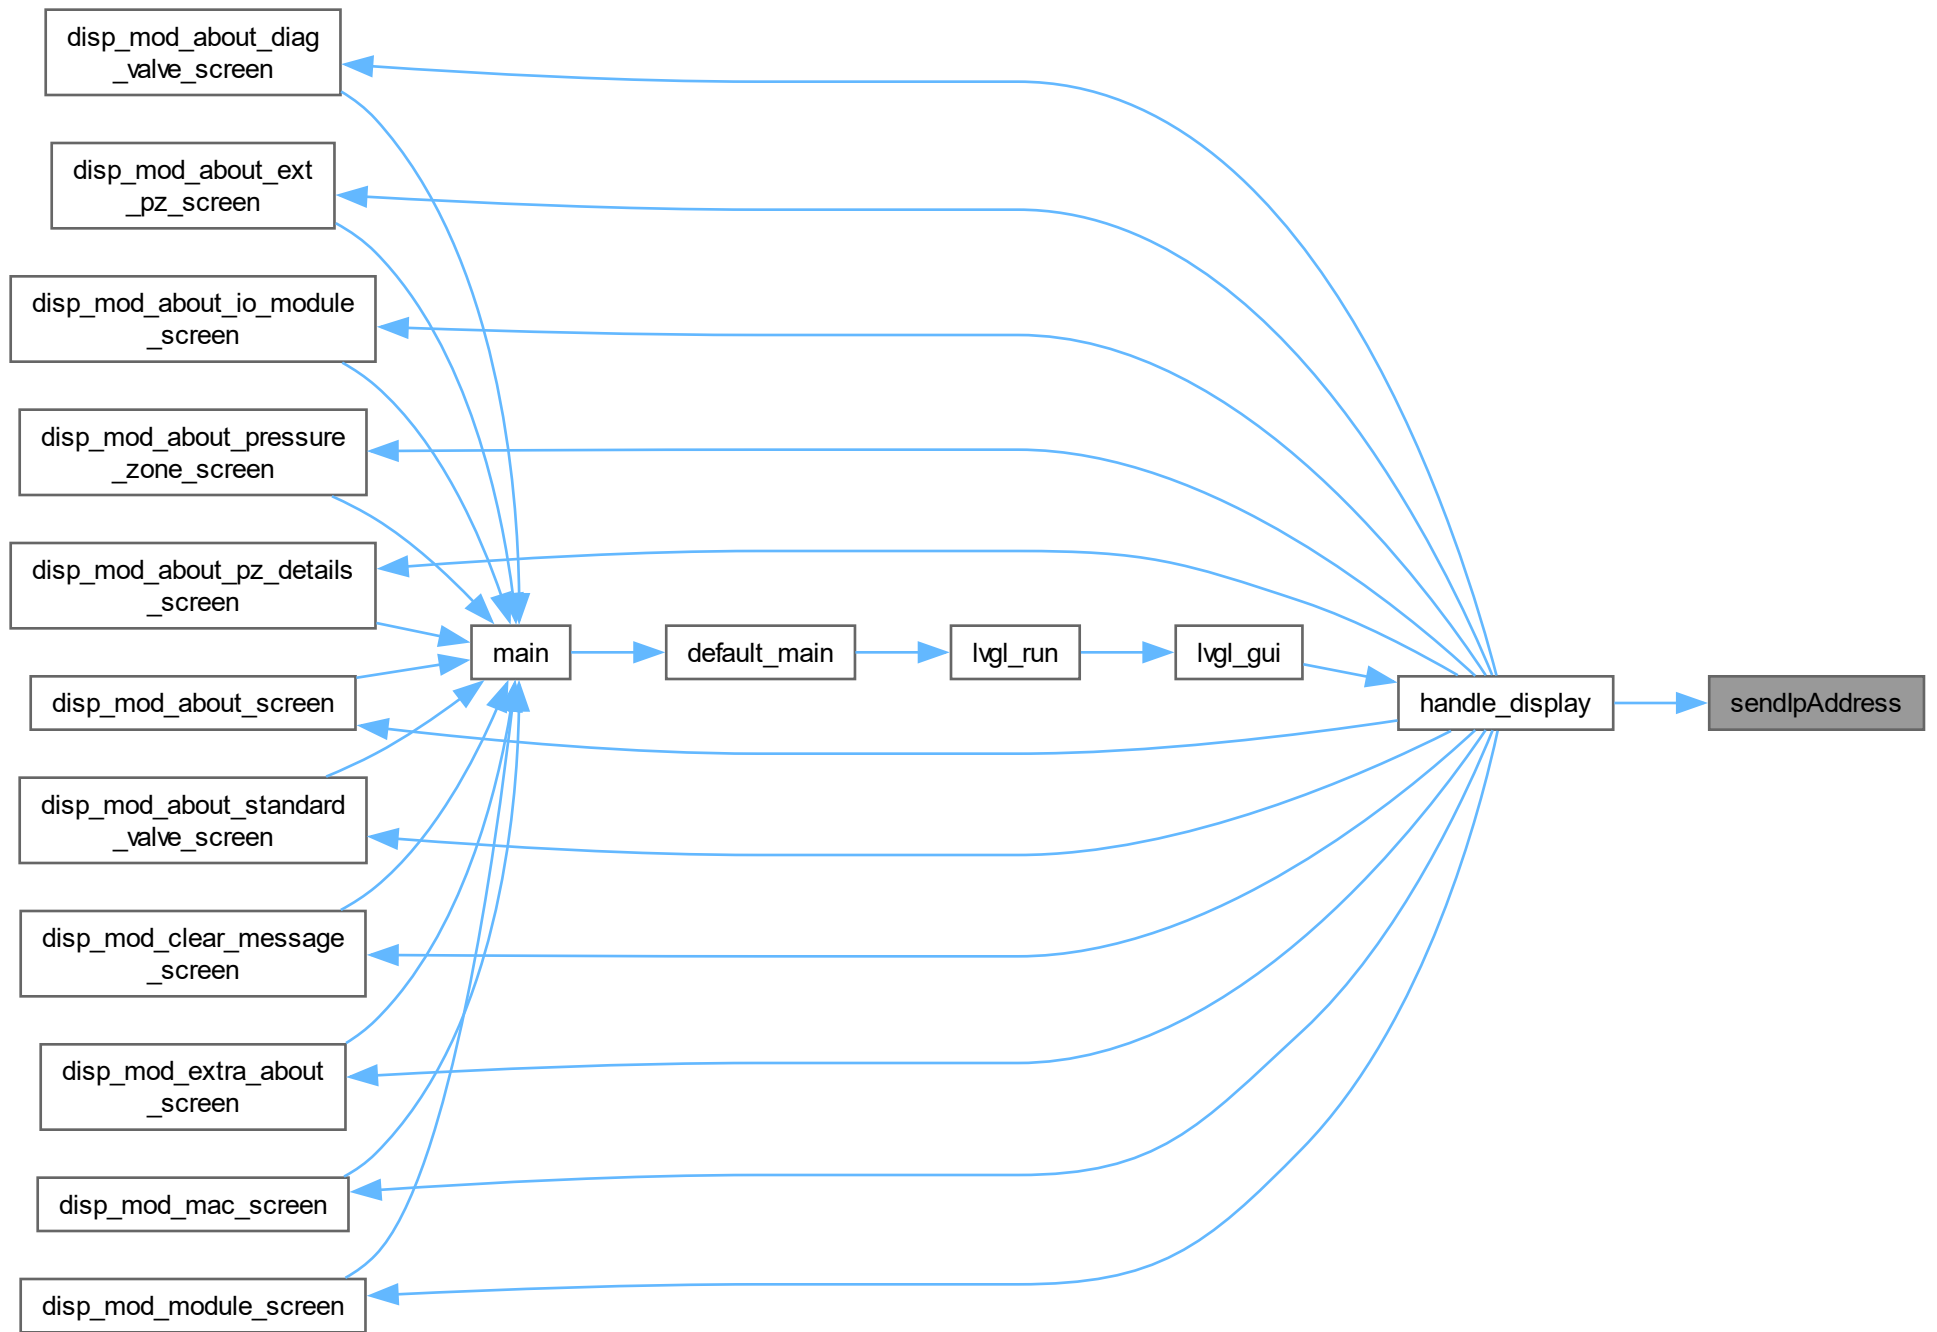 disp_mod_about_diag
_valve_screen
disp_mod_about_ext
_pz_screen
disp_mod_about_io_module
_screen
disp_mod_about_pressure
_zone_screen
disp_mod_about_pz_details
_screen
disp_mod_about_screen
disp_mod_about_standard
_valve_screen
disp_mod_clear_message
_screen
disp_mod_extra_about
_screen
disp_mod_mac_screen
disp_mod_module_screen
main
default_main
lvgl_run
lvgl_gui
handle_display
sendIpAddress